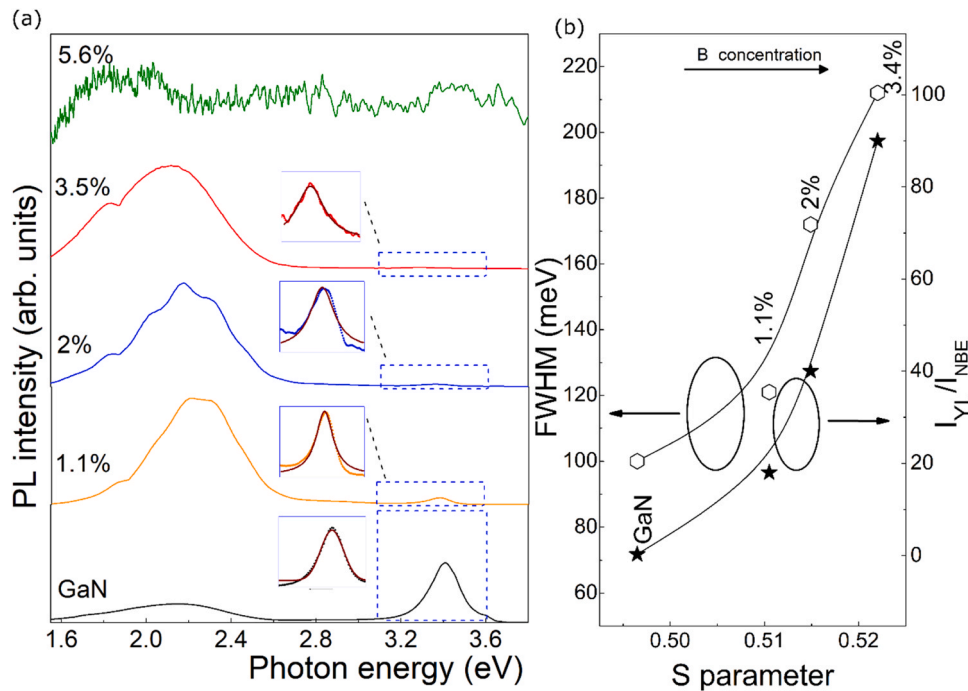 (a)
PL intensity (arb. units)
5.6%
3.5%
2%
1.1%
GaN
1.6 2.0 2.4 2.8 3.2 3.6
Photon energy (eV)
(b)
B concentration
FWHM (meV)
220
200
180
160
140
120
100
80
60
GaN
1.1%
2%
3.4%
100
80
60
40
20
0
I_YL/I_NBE
0.50 0.51 0.52
S parameter